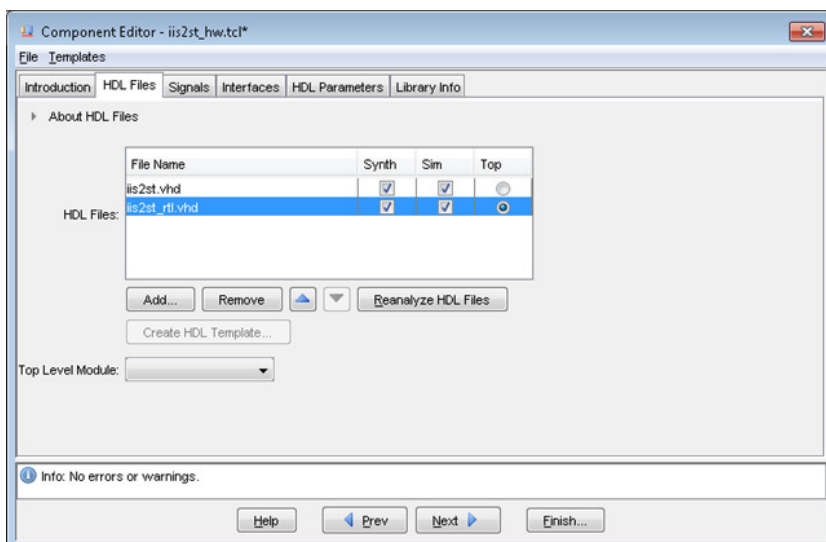 Component Editor - iis2st_hw.tcl*
File Templates
Introduction HDL Files Signals Interfaces HDL Parameters Library Info
About HDL Files
File Name Synth Sim Top
iis2st.vhd
HDL Files: iis2st_rtl.vhd
Add... Remove Reanalyze HDL Files
Create HDL Template...
Top Level Module:
Info: No errors or warnings.
Help Prev Next Finish...